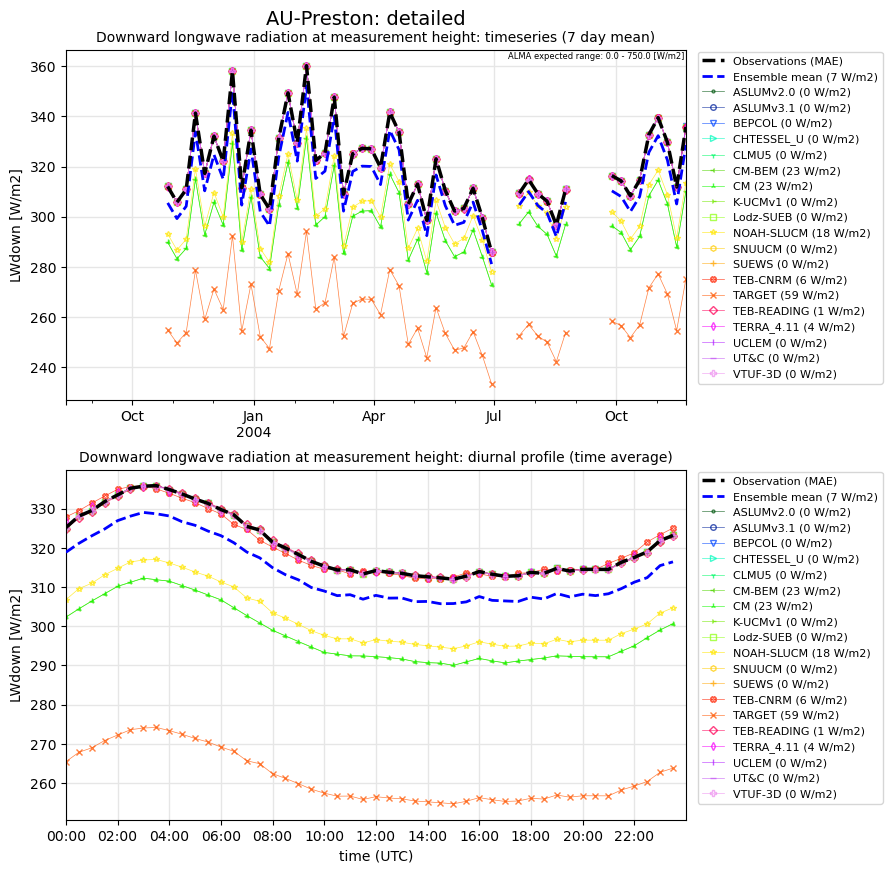 AU-Preston: detailed
Downward longwave radiation at measurement height: timeseries (7 day mean)
ALMA expected range: 0.0 - 750.0 [W/m2]
LWdown [W/m2]
360
340
320
300
280
260
240
Oct
Jan
2004
Apr
Jul
Oct
Observations (MAE)
Ensemble mean (7 W/m2)
ASLUMv2.0 (0 W/m2)
ASLUMv3.1 (0 W/m2)
BEPCOL (0 W/m2)
CHTESSEL_U (0 W/m2)
CLMU5 (0 W/m2)
CM-BEM (23 W/m2)
CM (23 W/m2)
K-UCMv1 (0 W/m2)
Lodz-SUEB (0 W/m2)
NOAH-SLUCM (18 W/m2)
SNUUCM (0 W/m2)
SUEWS (0 W/m2)
TEB-CNRM (6 W/m2)
TARGET (59 W/m2)
TEB-READING (1 W/m2)
TERRA_4.11 (4 W/m2)
UCLEM (0 W/m2)
UT&C (0 W/m2)
VTUF-3D (0 W/m2)
Downward longwave radiation at measurement height: diurnal profile (time average)
LWdown [W/m2]
330
320
310
300
290
280
270
260
00:00
02:00
04:00
06:00
08:00
10:00
12:00
14:00
16:00
18:00
20:00
22:00
time (UTC)
Observation (MAE)
Ensemble mean (7 W/m2)
ASLUMv2.0 (0 W/m2)
ASLUMv3.1 (0 W/m2)
BEPCOL (0 W/m2)
CHTESSEL_U (0 W/m2)
CLMU5 (0 W/m2)
CM-BEM (23 W/m2)
CM (23 W/m2)
K-UCMv1 (0 W/m2)
Lodz-SUEB (0 W/m2)
NOAH-SLUCM (18 W/m2)
SNUUCM (0 W/m2)
SUEWS (0 W/m2)
TEB-CNRM (6 W/m2)
TARGET (59 W/m2)
TEB-READING (1 W/m2)
TERRA_4.11 (4 W/m2)
UCLEM (0 W/m2)
UT&C (0 W/m2)
VTUF-3D (0 W/m2)